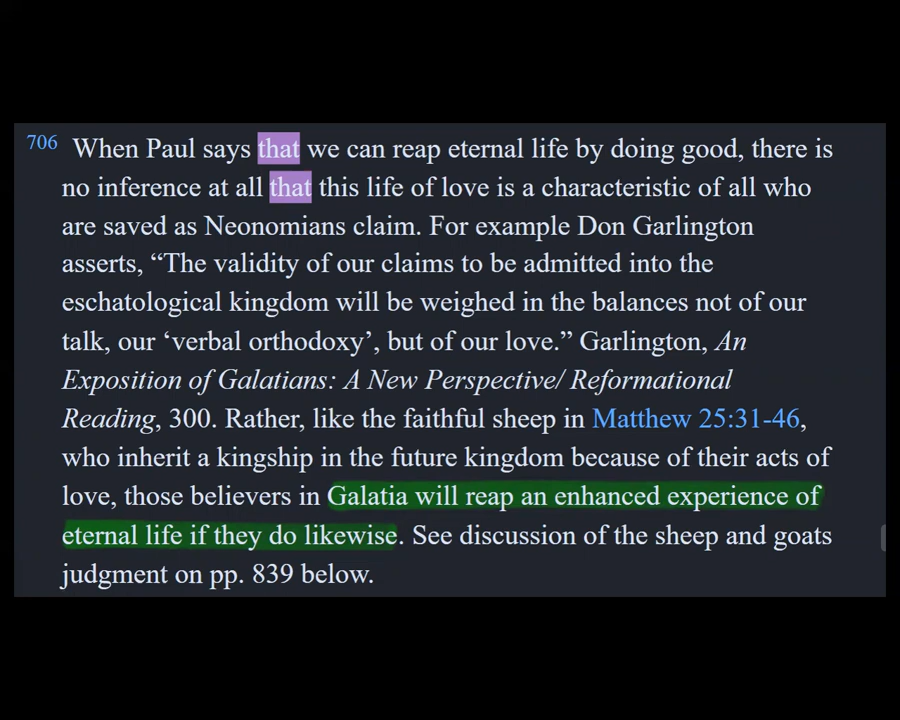 706 When Paul says that we can reap eternal life by doing good, there is
no inference at all that this life of love is a characteristic of all who
are saved as Neonomians claim. For example Don Garlington
asserts, “The validity of our claims to be admitted into the
eschatological kingdom will be weighed in the balances not of our
talk, our ‘verbal orthodoxy’, but of our love.” Garlington, An
Exposition of Galatians: A New Perspective/ Reformational
Reading, 300. Rather, like the faithful sheep in Matthew 25:31-46,
who inherit a kingship in the future kingdom because of their acts of
love, those believers in Galatia will reap an enhanced experience of
eternal life if they do likewise. See discussion of the sheep and goats
judgment on pp. 839 below.